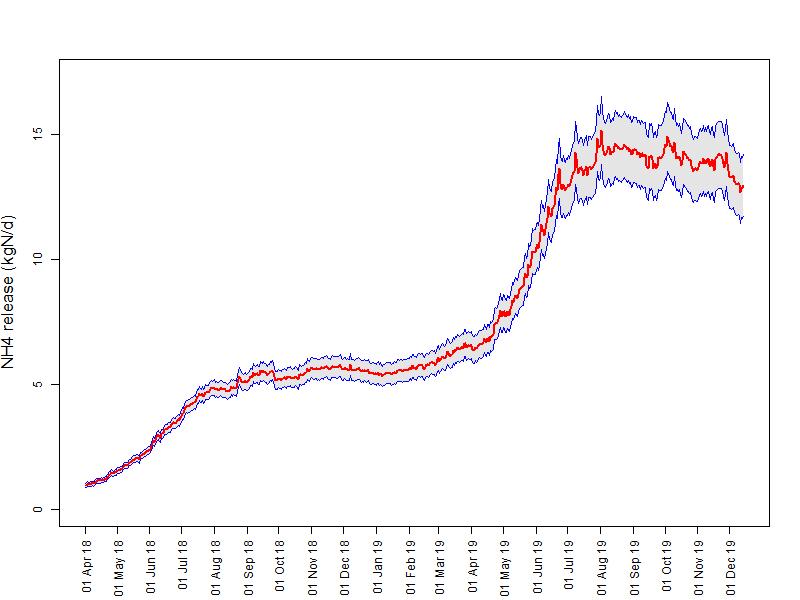 NH4 release (kgN/d)
15
10
5
0
01 Apr 18
01 May 18
01 Jun 18
01 Jul 18
01 Aug 18
01 Sep 18
01 Oct 18
01 Nov 18
01 Dec 18
01 Jan 19
01 Feb 19
01 Mar 19
01 Apr 19
01 May 19
01 Jun 19
01 Jul 19
01 Aug 19
01 Sep 19
01 Oct 19
01 Nov 19
01 Dec 19